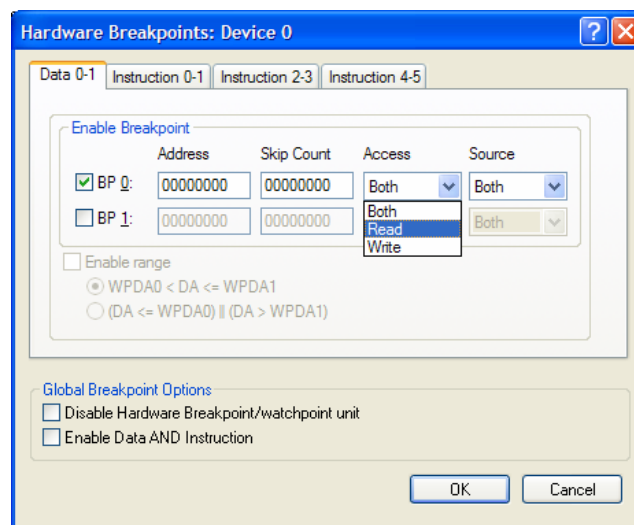 Hardware Breakpoints: Device 0
Data 0-1 Instruction 0-1 Instruction 2-3 Instruction 4-5
Enable Breakpoint
Address Skip Count Access Source
BP 0: 00000000 00000000 Both Both
Both
BP 1: 00000000 00000000 Read Both
Write
Enable range
WPDA0 < DA <= WPDA1
(DA <= WPDA0) || (DA > WPDA1)
Global Breakpoint Options
Disable Hardware Breakpoint/watchpoint unit
Enable Data AND Instruction
OK Cancel